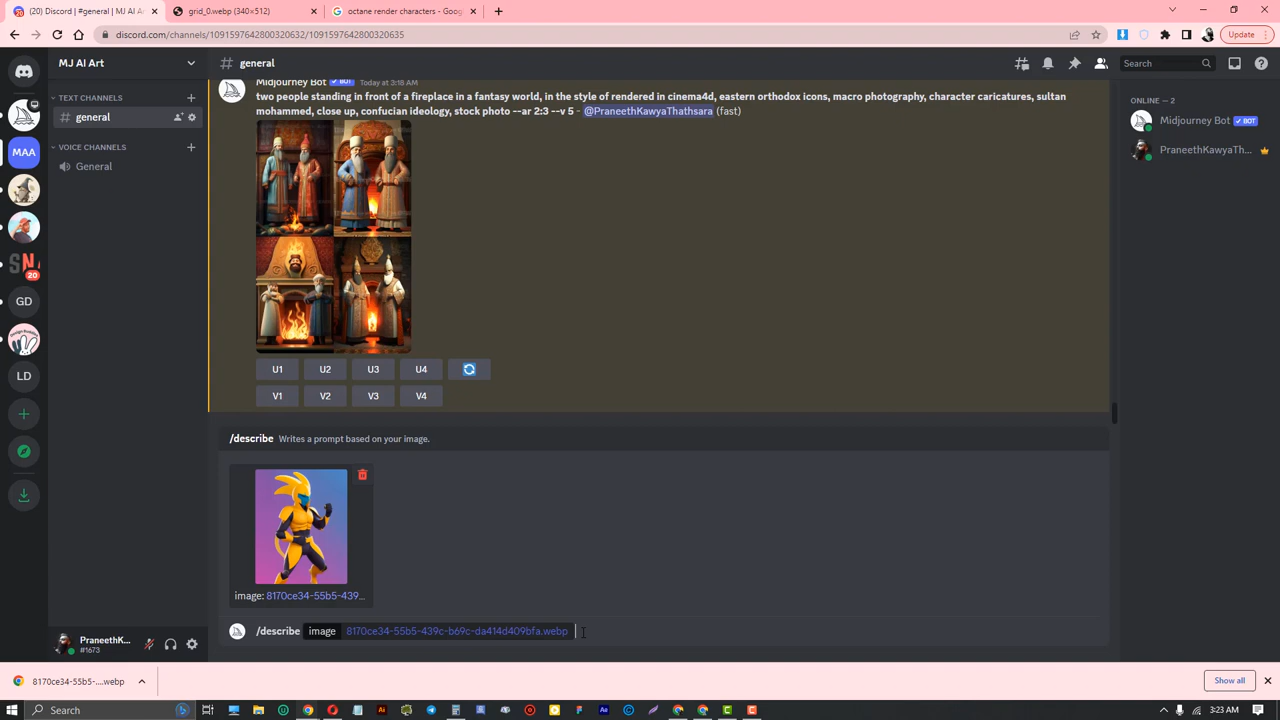 (20) Discord | #general | MJ AI Ar
grid_0.webp (340×512)
octane render characters - Goog
discord.com/channels/1091597642800320632/1091597642800320635
Update
MJ AI Art
general
Search
TEXT CHANNELS
general
VOICE CHANNELS
General
MAA
SN
20
GD
LD
Midjourney Bot BOT Today at 3:18 AM
two people standing in front of a fireplace in a fantasy world, in the style of rendered in cinema4d, eastern orthodox icons, macro photography, character caricatures, sultan
mohammed, close up, confucian ideology, stock photo --ar 2:3 --v 5 - @PraneethKawyaThathsara (fast)
U1 U2 U3 U4
V1 V2 V3 V4
/describe Writes a prompt based on your image.
image: 8170ce34-55b5-439...
/describe image 8170ce34-55b5-439c-b69c-da414d409bfa.webp
ONLINE — 2
Midjourney Bot BOT
PraneethKawyaTh...
PraneethK...
#1673
8170ce34-55b5-....webp
Show all
Search
3:23 AM